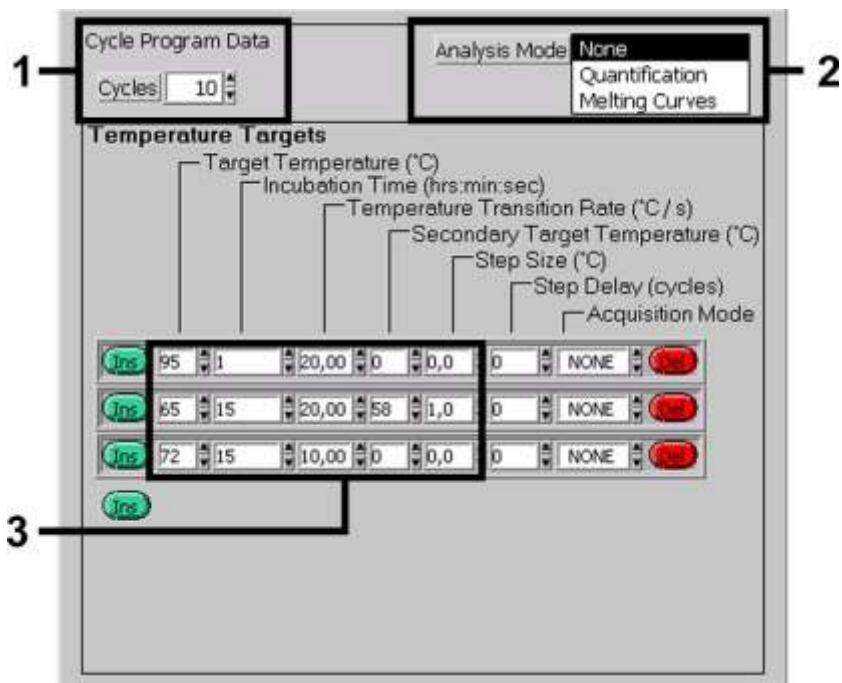 Cycle Program Data
Cycles 10
Analysis Mode None
Quantification
Melting Curves
1
2
Temperature Targets
Target Temperature (°C)
Incubation Time (hrs:min:sec)
Temperature Transition Rate (°C / s)
Secondary Target Temperature (°C)
Step Size (°C)
Step Delay (cycles)
Acquisition Mode
Ins 95 1 20,00 0 0,0 0 NONE Del
Ins 65 15 20,00 58 1,0 0 NONE Del
Ins 72 15 10,00 0 0,0 0 NONE Del
Ins
3